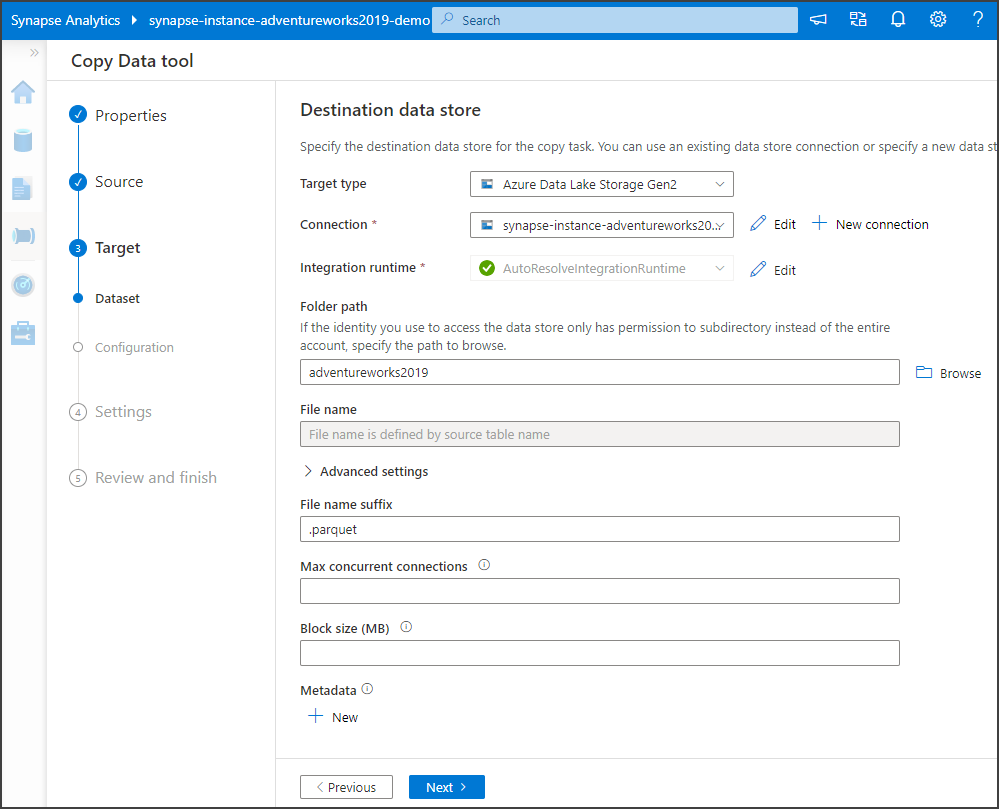 Synapse Analytics
synapse-instance-adventureworks2019-demo
Search
Copy Data tool
Properties
Source
3 Target
Dataset
Configuration
4 Settings
5 Review and finish
Destination data store
Specify the destination data store for the copy task. You can use an existing data store connection or specify a new data st
Target type
Azure Data Lake Storage Gen2
Connection *
synapse-instance-adventureworks20...
Edit
New connection
Integration runtime *
AutoResolveIntegrationRuntime
Edit
Folder path
If the identity you use to access the data store only has permission to subdirectory instead of the entire
account, specify the path to browse.
adventureworks2019
Browse
File name
File name is defined by source table name
Advanced settings
File name suffix
.parquet
Max concurrent connections
Block size (MB)
Metadata
New
Previous
Next